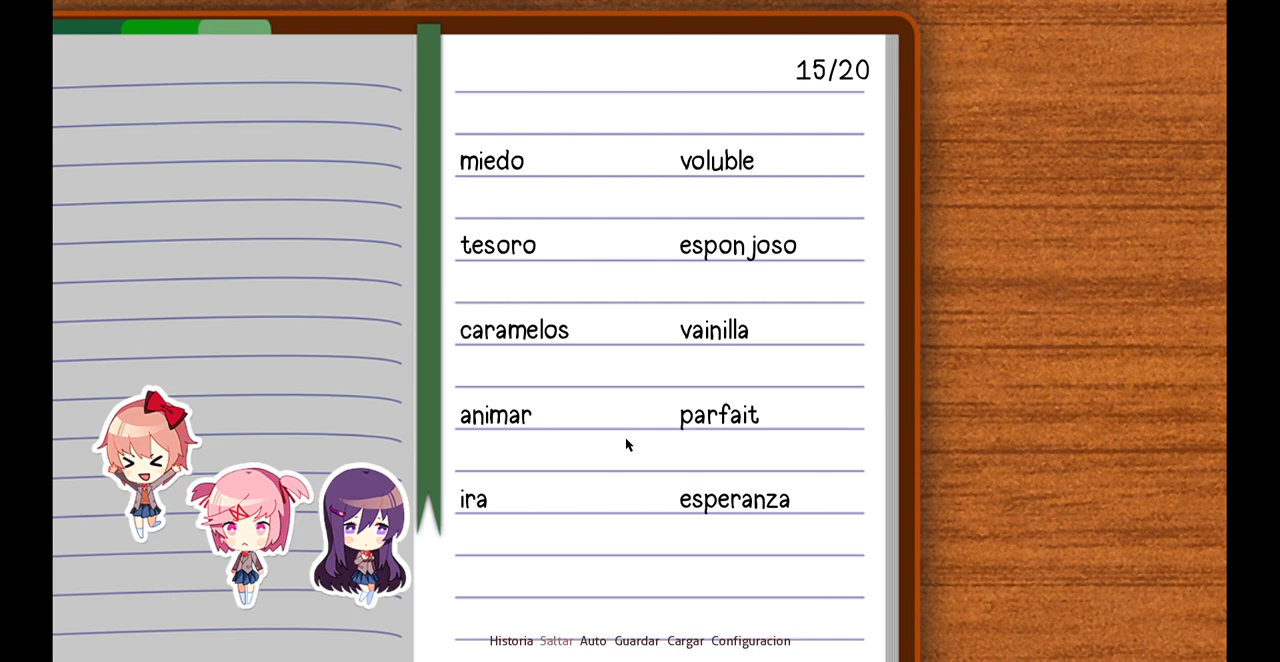 15/20
miedo voluble
tesoro esponjoso
caramelos vainilla
animar parfait
ira esperanza
Historia Saltar Auto Guardar Cargar Configuracion